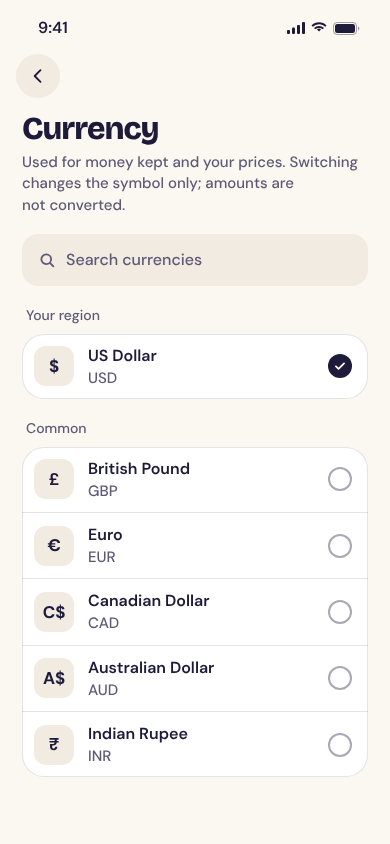 9:41
Currency
Used for money kept and your prices. Switching
changes the symbol only; amounts are
not converted.
Search currencies
Your region
$
US Dollar
USD
Common
£
British Pound
GBP
€
Euro
EUR
C$
Canadian Dollar
CAD
A$
Australian Dollar
AUD
₹
Indian Rupee
INR